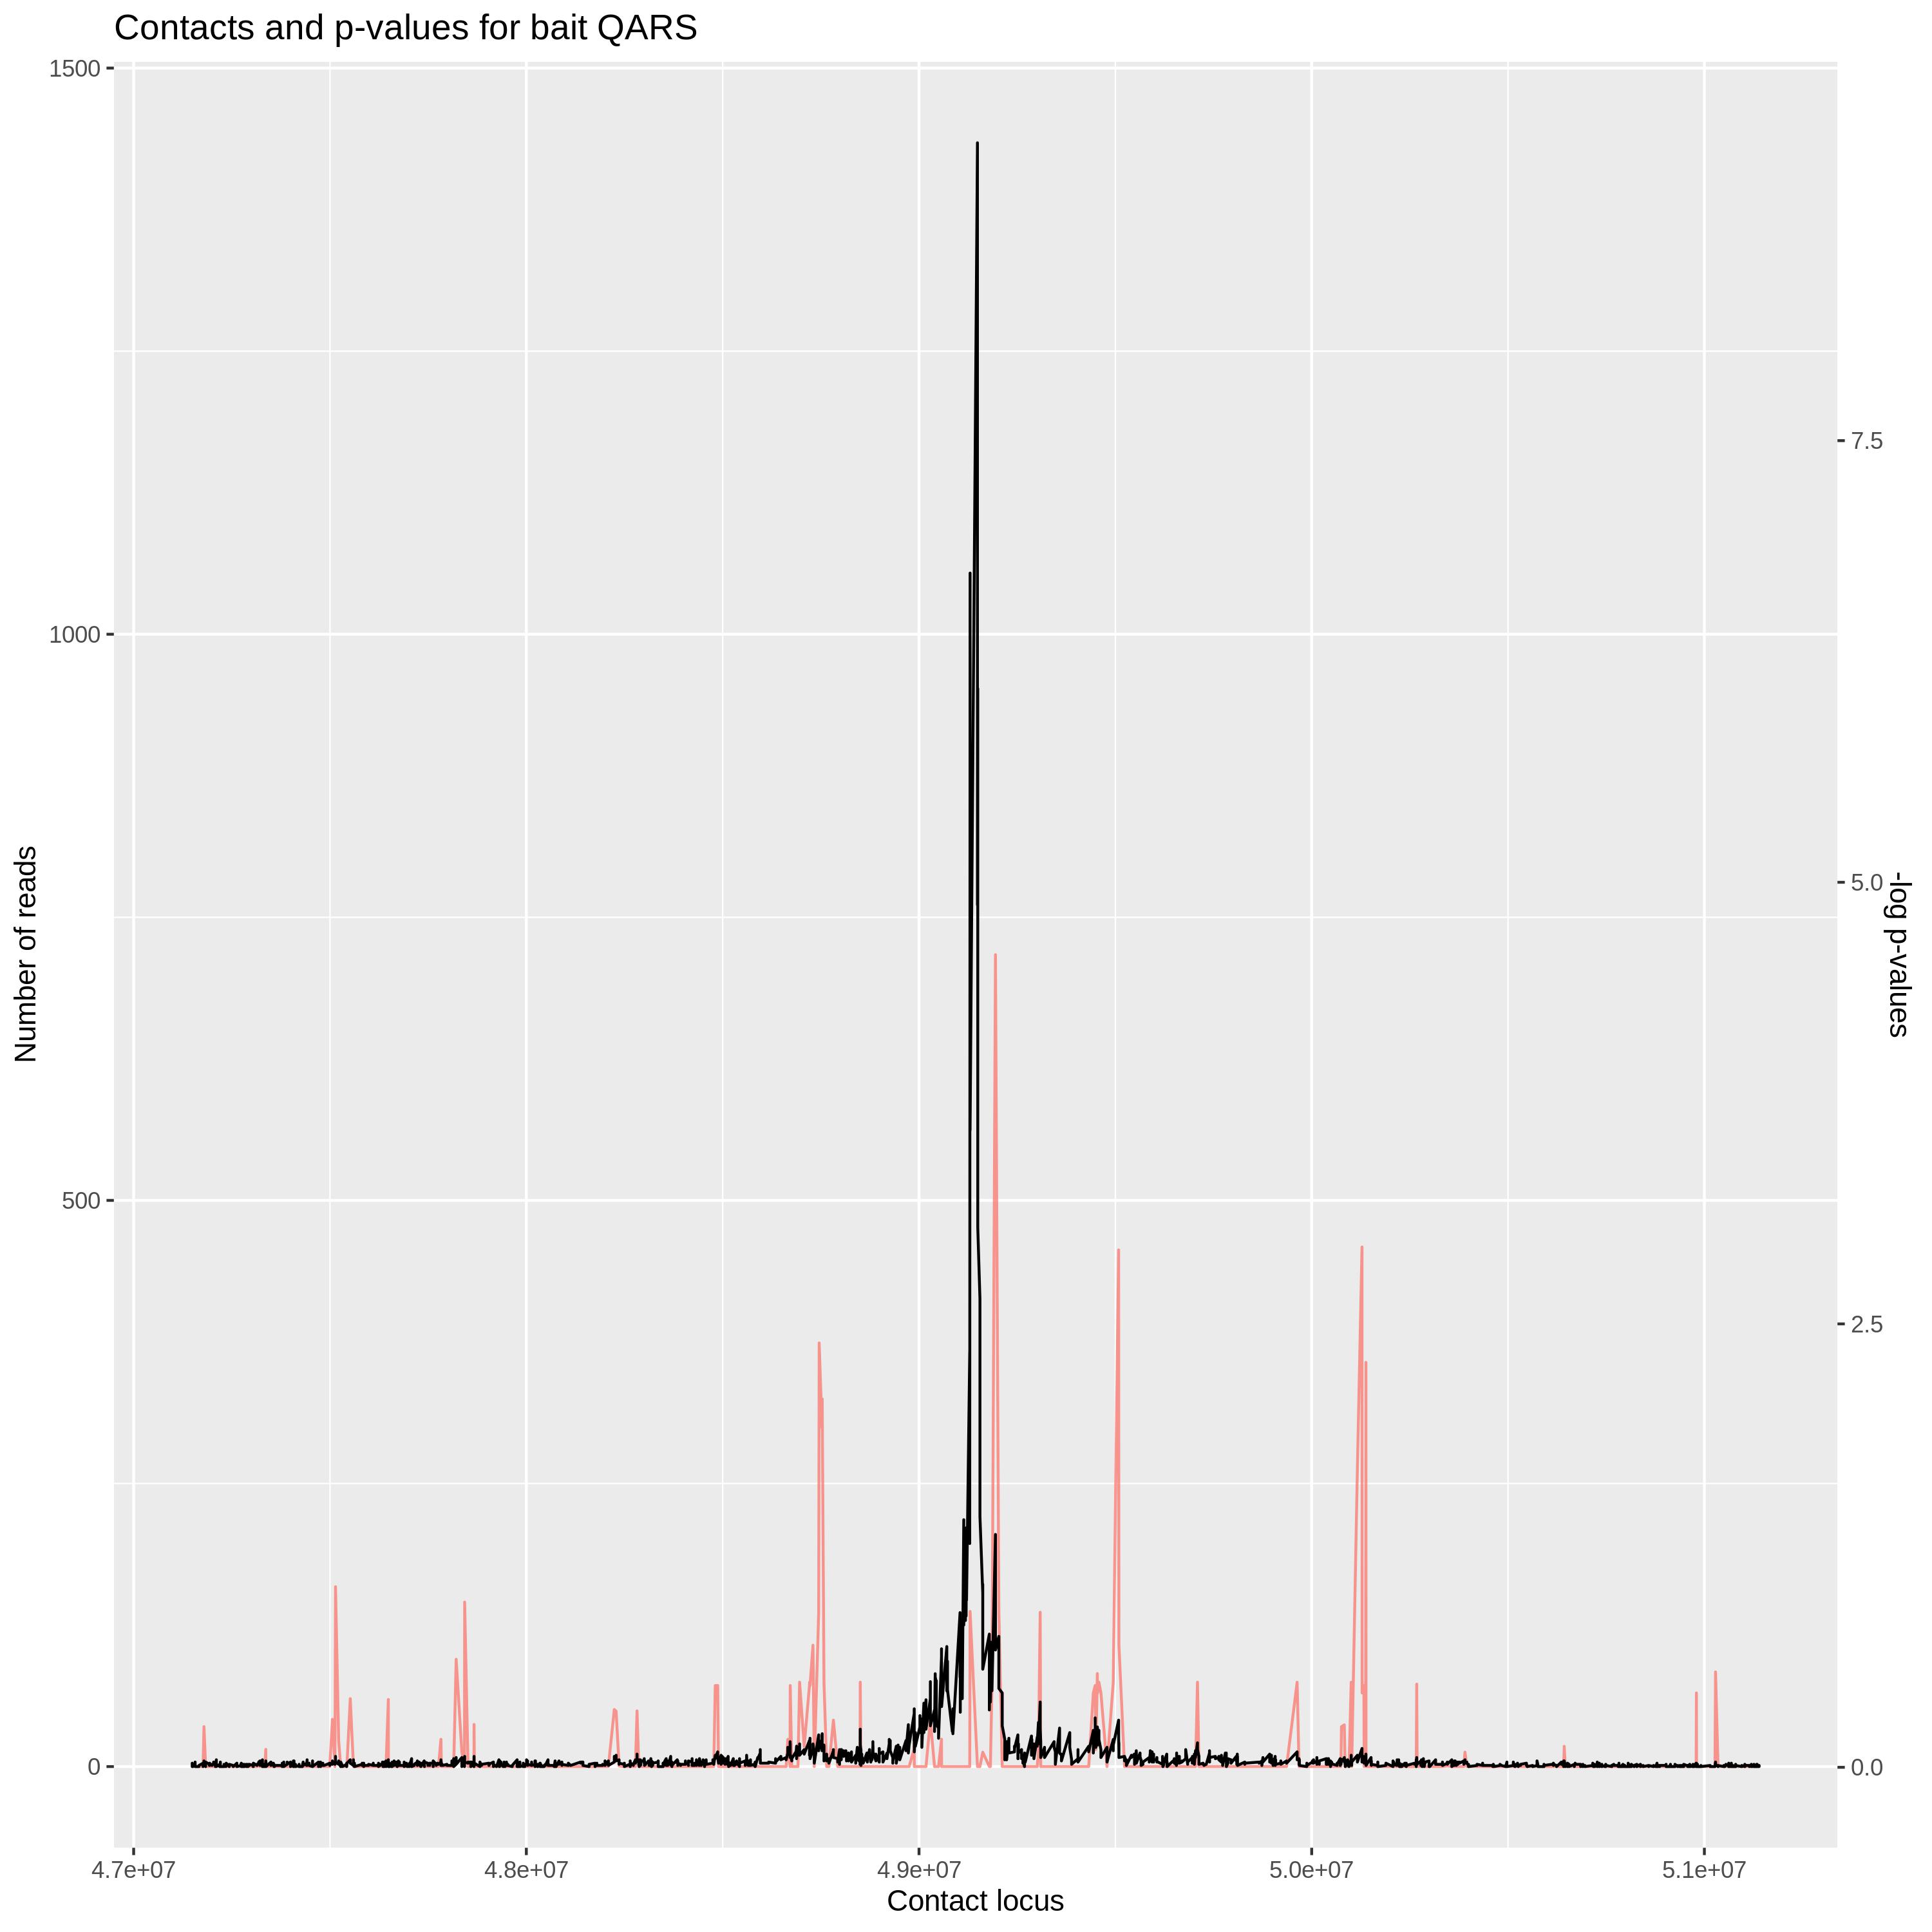 Contacts and p-values for bait QARS
1500
1000
500
0
Number of reads
7.5
5.0
2.5
0.0
-log p-values
4.7e+07
4.8e+07
4.9e+07
5.0e+07
5.1e+07
Contact locus